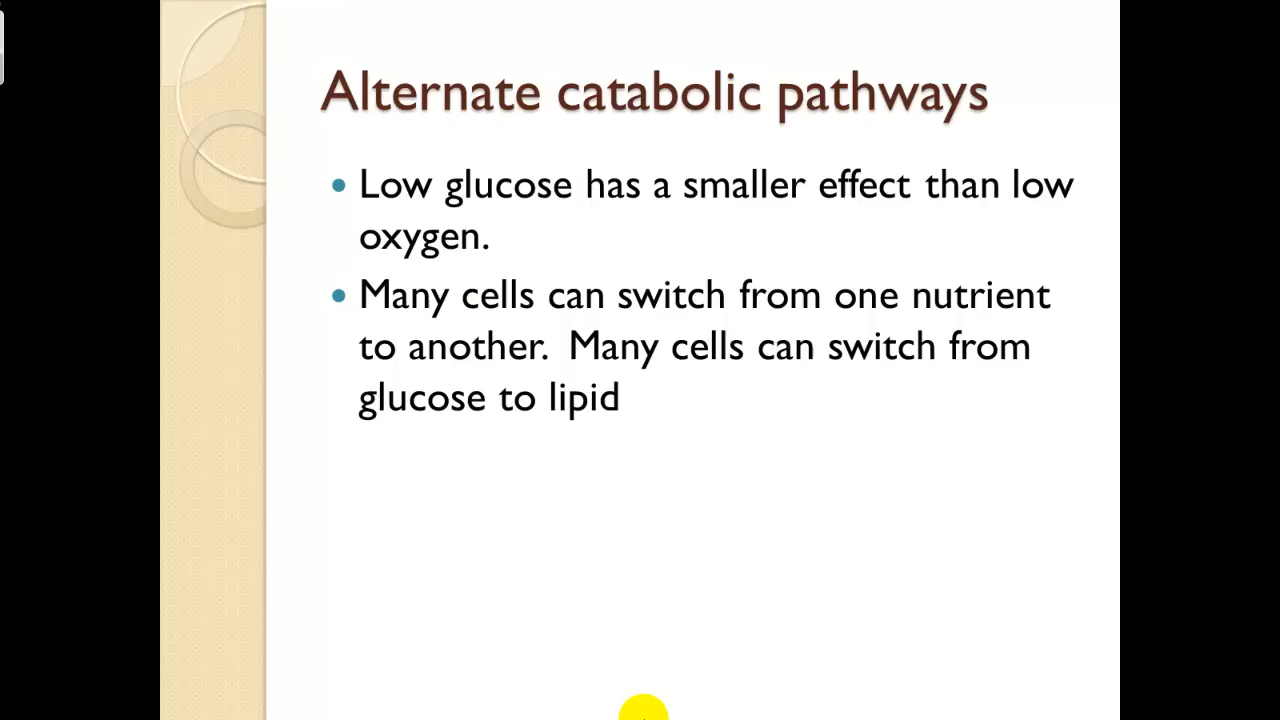 Alternate catabolic pathways
Low glucose has a smaller effect than low
oxygen.
Many cells can switch from one nutrient
to another.  Many cells can switch from
glucose to lipid